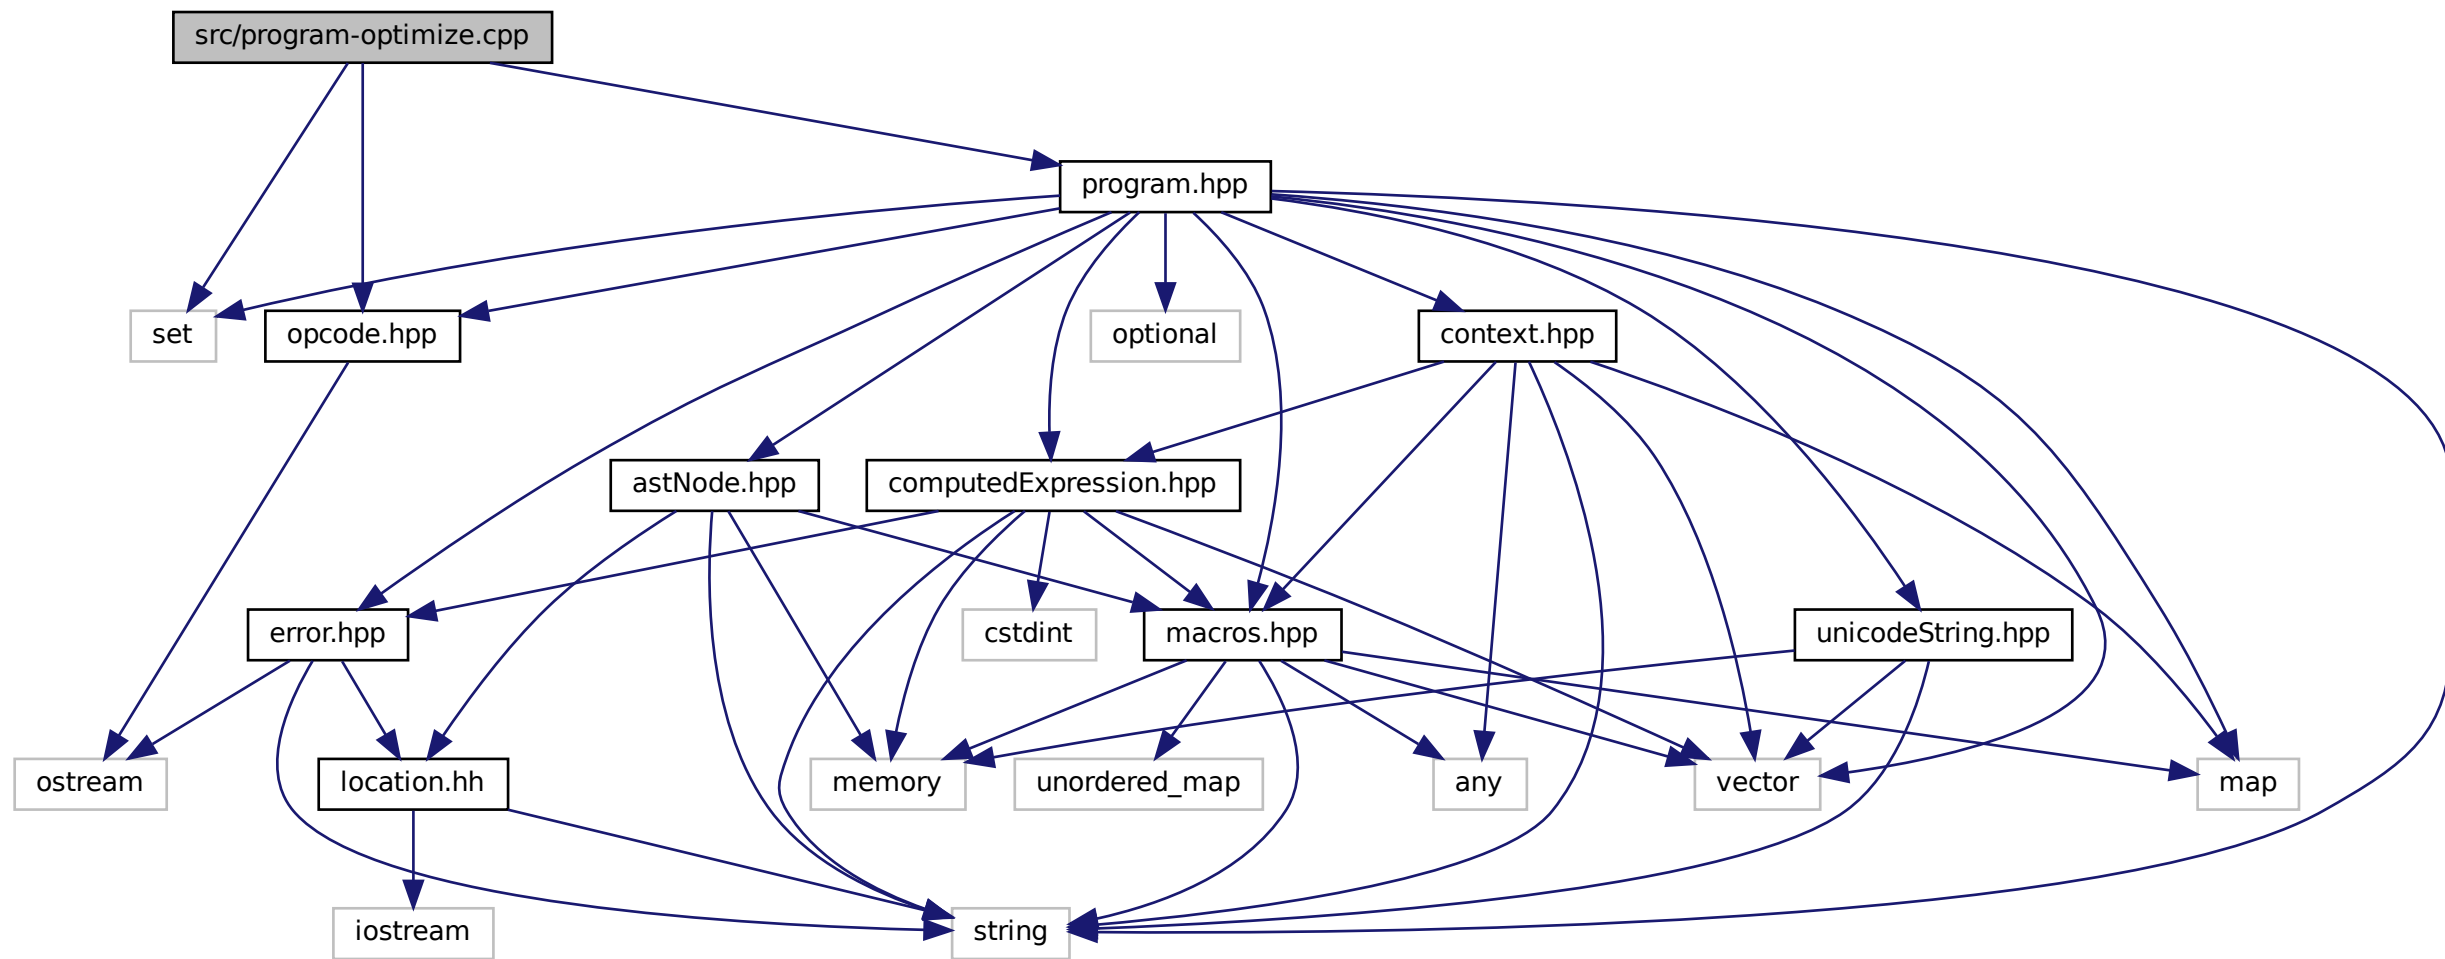 src/program-optimize.cpp
program.hpp
set
opcode.hpp
optional
context.hpp
astNode.hpp
computedExpression.hpp
error.hpp
cstdint
macros.hpp
unicodeString.hpp
ostream
location.hh
memory
unordered_map
any
vector
map
iostream
string